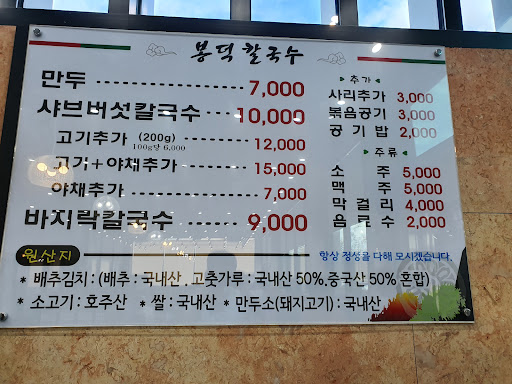 봉덕칼국수
만두 7,000
샤브버섯칼국수 10,000
고기추가 (200g) 12,000
100g당 6,000
고기+야채추가 15,000
야채추가 7,000
바지락칼국수 9,000
▶ 추가 ◀
사리추가 3,000
볶음공기 3,000
공기밥 2,000
▶ 주류 ◀
소주 5,000
맥주 5,000
막걸리 4,000
음료수 2,000
원산지
항상 정성을 다해 모시겠습니다.
* 배추김치 : (배추 : 국내산, 고춧가루 : 국내산 50%,중국산 50% 혼합)
* 소고기 : 호주산 * 쌀 : 국내산 * 만두소(돼지고기) : 국내산